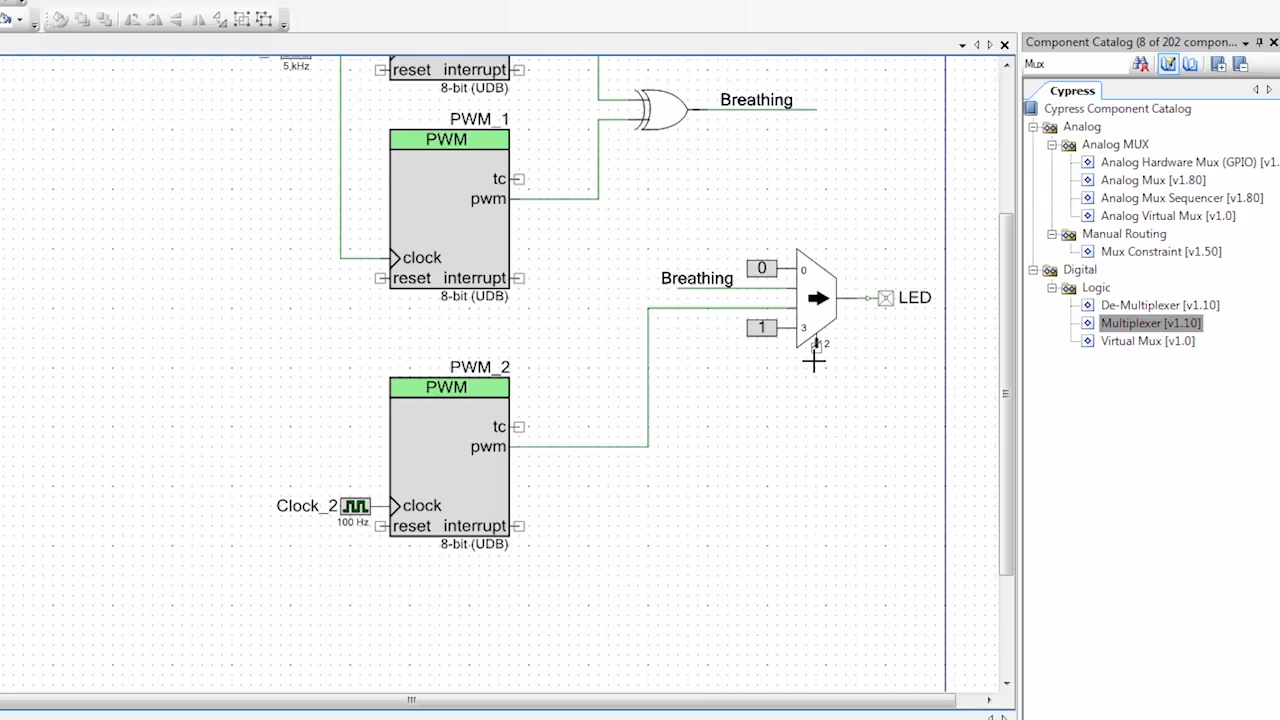 Component Catalog (8 of 202 compon...
Mux
Cypress
Cypress Component Catalog
Analog
Analog MUX
Analog Hardware Mux (GPIO) [v1.
Analog Mux [v1.80]
Analog Mux Sequencer [v1.80]
Analog Virtual Mux [v1.0]
Manual Routing
Mux Constraint [v1.50]
Digital
Logic
De-Multiplexer [v1.10]
Multiplexer [v1.10]
Virtual Mux [v1.0]
5 kHz
reset interrupt
8-bit (UDB)
Breathing
PWM_1
PWM
tc
pwm
clock
reset interrupt
8-bit (UDB)
0
0
Breathing
LED
1
3
2
PWM_2
PWM
tc
pwm
Clock_2
clock
100 Hz
reset interrupt
8-bit (UDB)